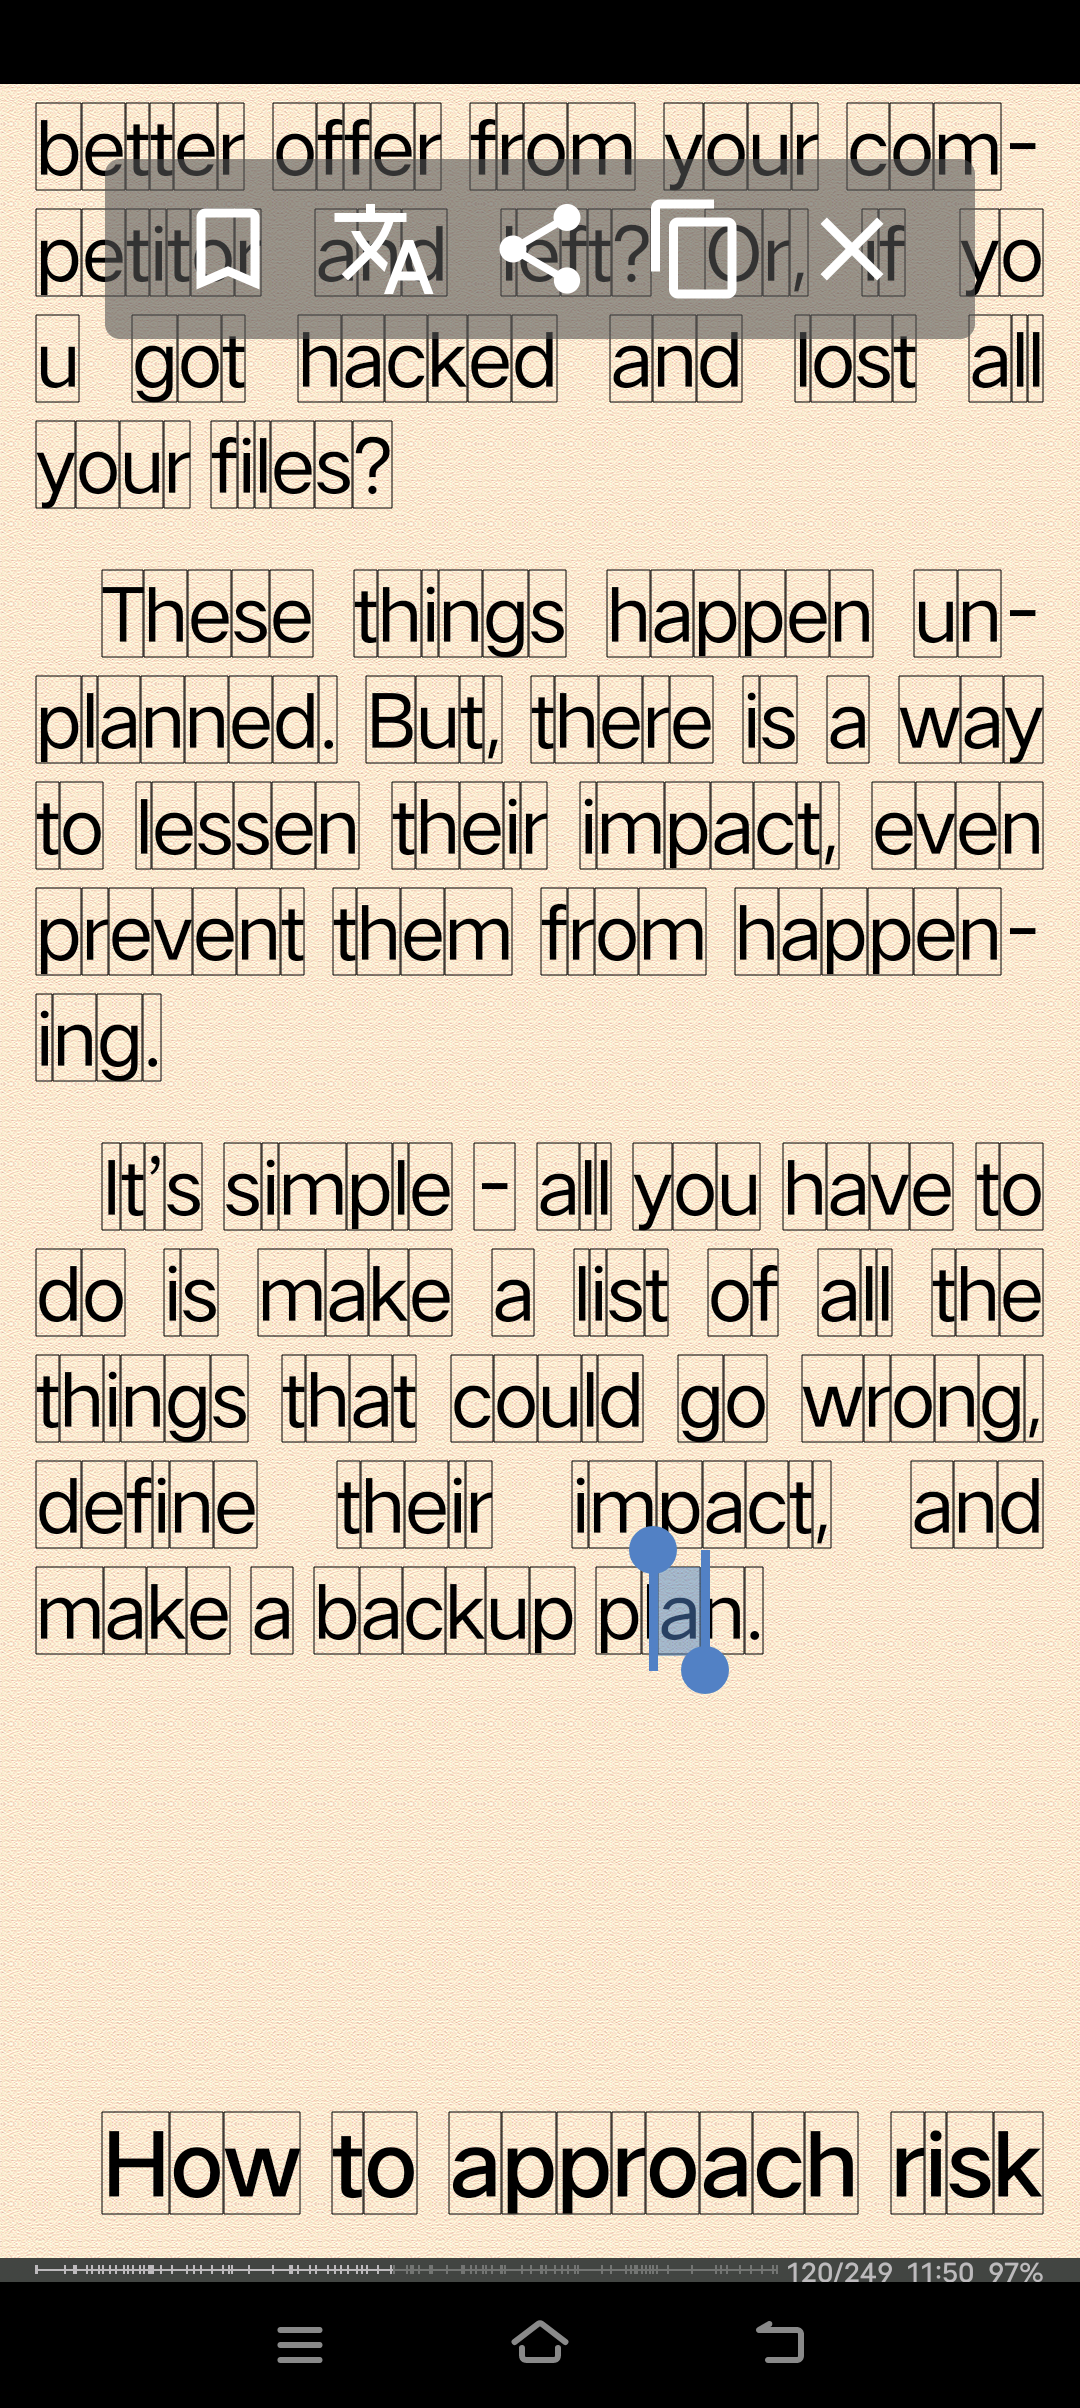 better offer from your com-
petitor and left? Or, if yo
u got hacked and lost all
your files?
These things happen un-
planned. But, there is a way
to lessen their impact, even
prevent them from happen-
ing.
It’s simple - all you have to
do is make a list of all the
things that could go wrong,
define their impact, and
make a backup plan.
How to approach risk
120/249 11:50 97%